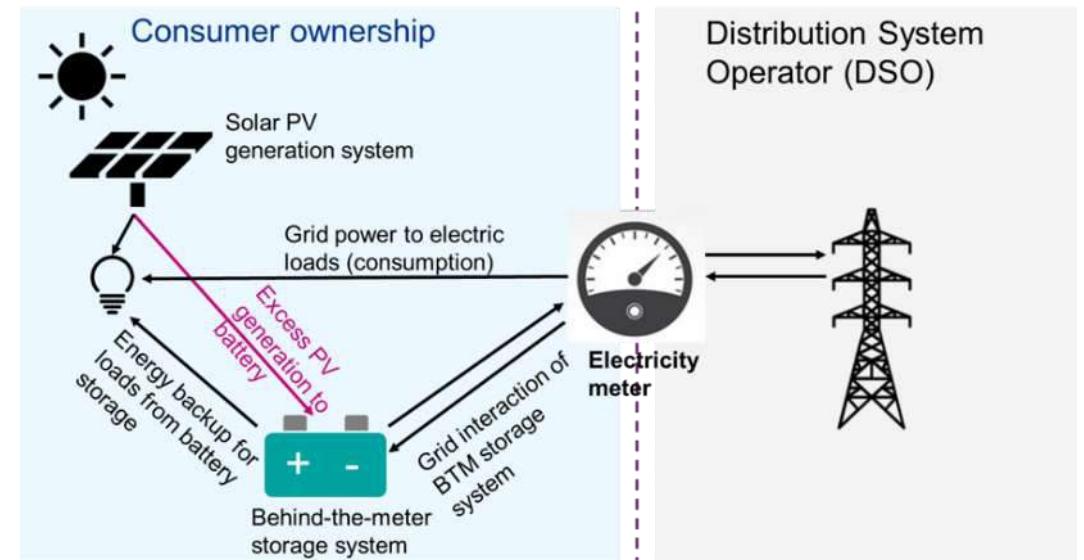 Consumer ownership
Distribution System
Operator (DSO)
Solar PV
generation system
Grid power to electric
loads (consumption)
Excess PV
generation to
battery
Energy backup for
loads from battery
storage
Grid interaction of
BTM storage
system
Electricity
meter
+ -
Behind-the-meter
storage system